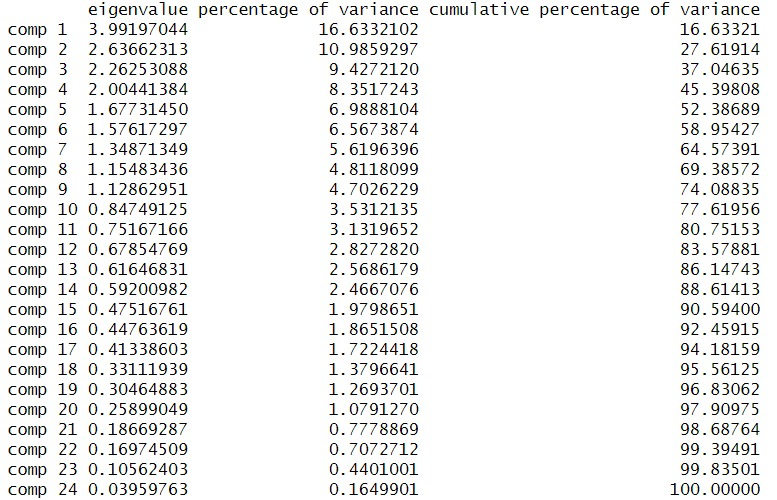 eigenvalue percentage of variance cumulative percentage of variance
comp 1 3.99197044 16.6332102 16.63321
comp 2 2.63662313 10.9859297 27.61914
comp 3 2.26253088 9.4272120 37.04635
comp 4 2.00441384 8.3517243 45.39808
comp 5 1.67731450 6.9888104 52.38689
comp 6 1.57617297 6.5673874 58.95427
comp 7 1.34871349 5.6196396 64.57391
comp 8 1.15483436 4.8118099 69.38572
comp 9 1.12862951 4.7026229 74.08835
comp 10 0.84749125 3.5312135 77.61956
comp 11 0.75167166 3.1319652 80.75153
comp 12 0.67854769 2.8272820 83.57881
comp 13 0.61646831 2.5686179 86.14743
comp 14 0.59200982 2.4667076 88.61413
comp 15 0.47516761 1.9798651 90.59400
comp 16 0.44763619 1.8651508 92.45915
comp 17 0.41338603 1.7224418 94.18159
comp 18 0.33111939 1.3796641 95.56125
comp 19 0.30464883 1.2693701 96.83062
comp 20 0.25899049 1.0791270 97.90975
comp 21 0.18669287 0.7778869 98.68764
comp 22 0.16974509 0.7072712 99.39491
comp 23 0.10562403 0.4401001 99.83501
comp 24 0.03959763 0.1649901 100.00000